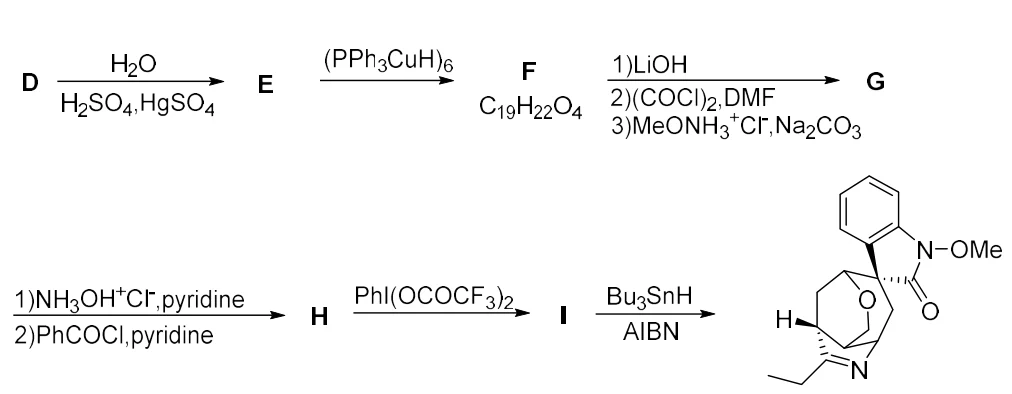 D
H₂O
H₂SO₄,HgSO₄
E
(PPh₃CuH)₆
F
C₁₉H₂₂O₄
1)LiOH
2)(COCl)₂,DMF
3)MeONH₃⁺Cl⁻,Na₂CO₃
G
1)NH₃OH⁺Cl⁻,pyridine
2)PhCOCl,pyridine
H
PhI(OCOCF₃)₂
I
Bu₃SnH
AIBN
N-OMe
O
O
H
N